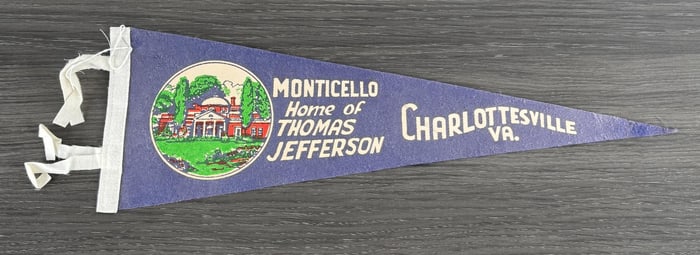 MONTICELLO
Home of
THOMAS
JEFFERSON
CHARLOTTESVILLE
VA.